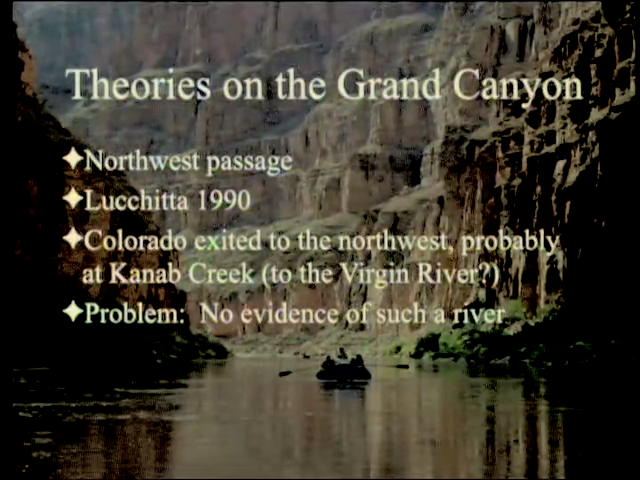 Theories on the Grand Canyon
Northwest passage
Lucchitta 1990
Colorado exited to the northwest, probably
at Kanab Creek (to the Virgin River?)
Problem: No evidence of such a river